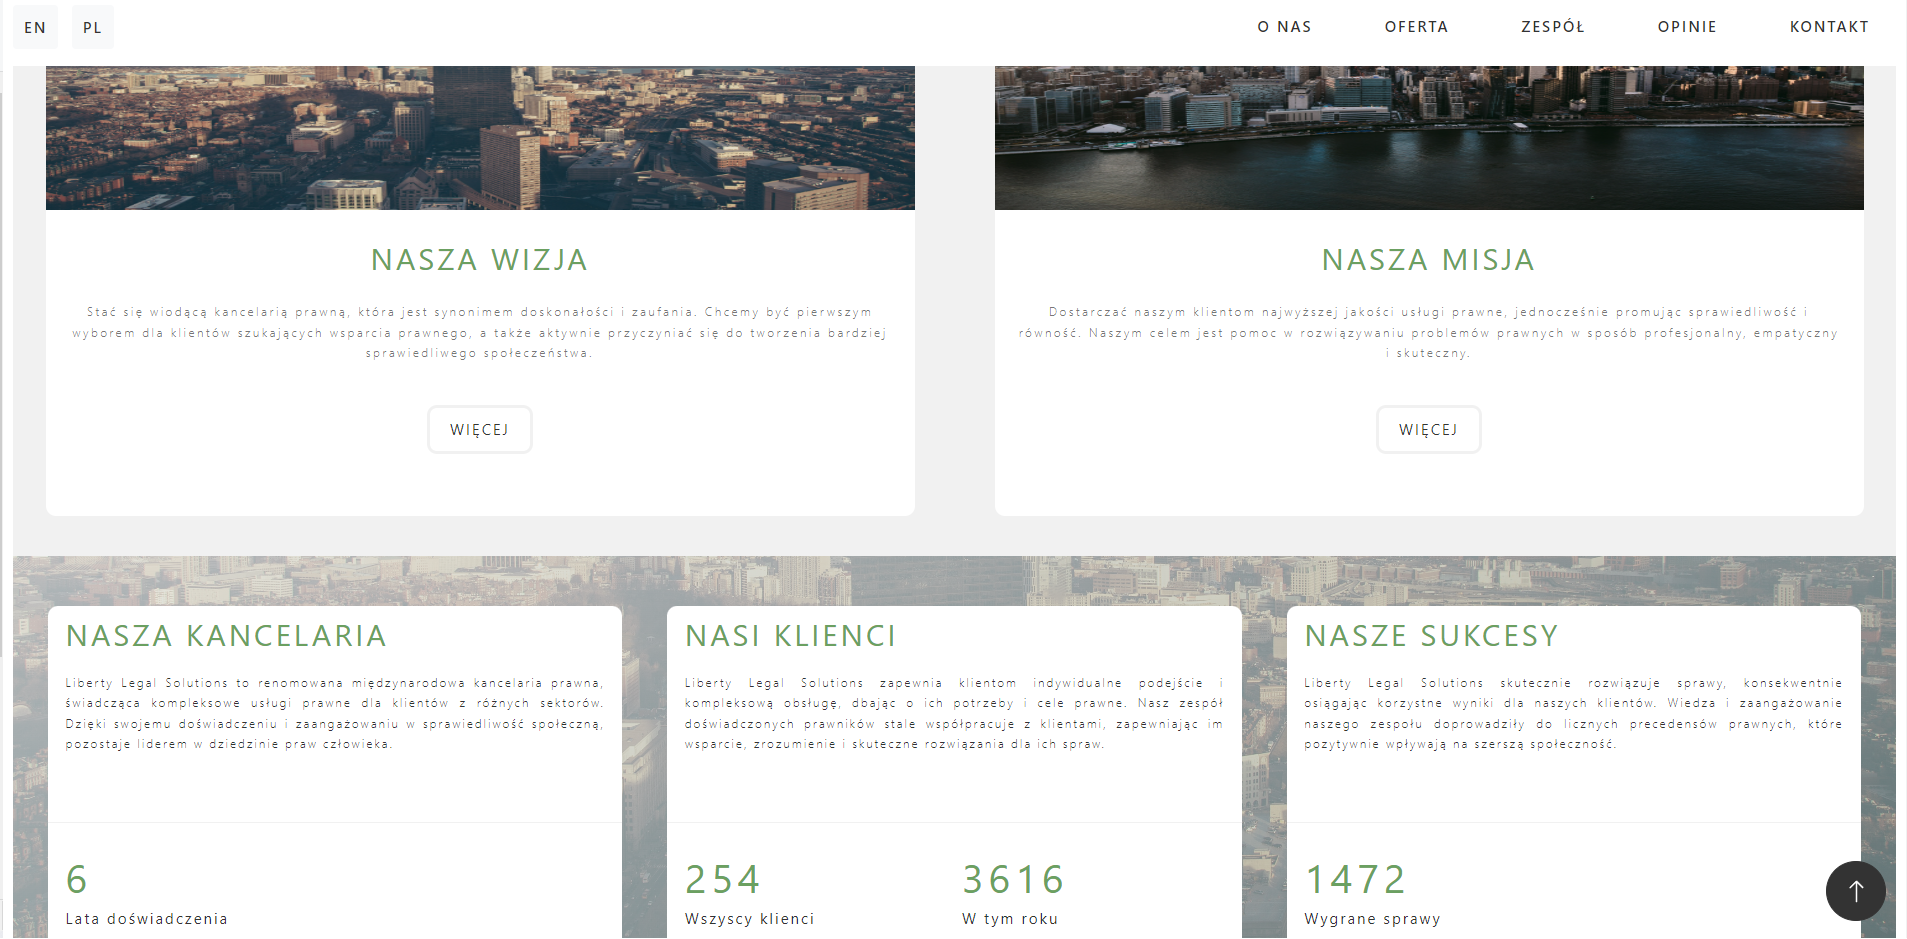 EN PL O NAS OFERTA ZESPÓŁ OPINIE KONTAKT
NASZA WIZJA
Stać się wiodącą kancelarią prawną, która jest synonimem doskonałości i zaufania. Chcemy być pierwszym
wyborem dla klientów szukających wsparcia prawnego, a także aktywnie przyczyniać się do tworzenia bardziej
sprawiedliwego społeczeństwa.
WIĘCEJ
NASZA MISJA
Dostarczać naszym klientom najwyższej jakości usługi prawne, jednocześnie promując sprawiedliwość i
równość. Naszym celem jest pomoc w rozwiązywaniu problemów prawnych w sposób profesjonalny, empatyczny
i skuteczny.
WIĘCEJ
NASZA KANCELARIA
Liberty Legal Solutions to renomowana międzynarodowa kancelaria prawna,
świadcząca kompleksowe usługi prawne dla klientów z różnych sektorów.
Dzięki swojemu doświadczeniu i zaangażowaniu w sprawiedliwość społeczną,
pozostaje liderem w dziedzinie praw człowieka.
6
Lata doświadczenia
NASI KLIENCI
Liberty Legal Solutions zapewnia klientom indywidualne podejście i
kompleksową obsługę, dbając o ich potrzeby i cele prawne. Nasz zespół
doświadczonych prawników stale współpracuje z klientami, zapewniając im
wsparcie, zrozumienie i skuteczne rozwiązania dla ich spraw.
254 3616
Wszyscy klienci W tym roku
NASZE SUKCESY
Liberty Legal Solutions skutecznie rozwiązuje sprawy, konsekwentnie
osiągając korzystne wyniki dla naszych klientów. Wiedza i zaangażowanie
naszego zespołu doprowadziły do licznych precedensów prawnych, które
pozytywnie wpływają na szerszą społeczność.
1472
Wygrane sprawy